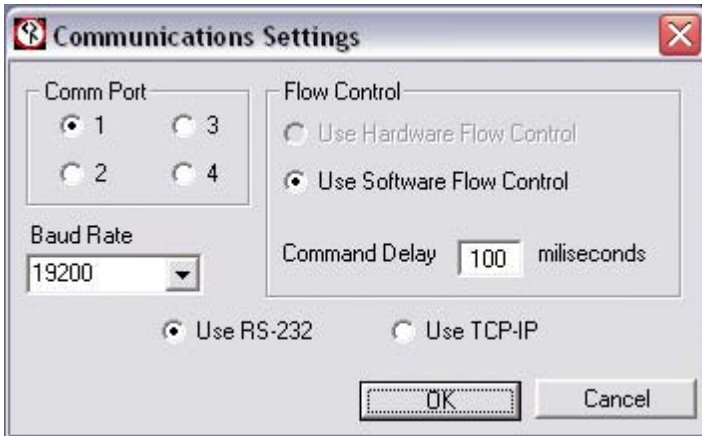 Communications Settings
Comm Port
1
3
2
4
Baud Rate
19200
Flow Control
Use Hardware Flow Control
Use Software Flow Control
Command Delay 100 miliseconds
Use RS-232
Use TCP-IP
OK
Cancel